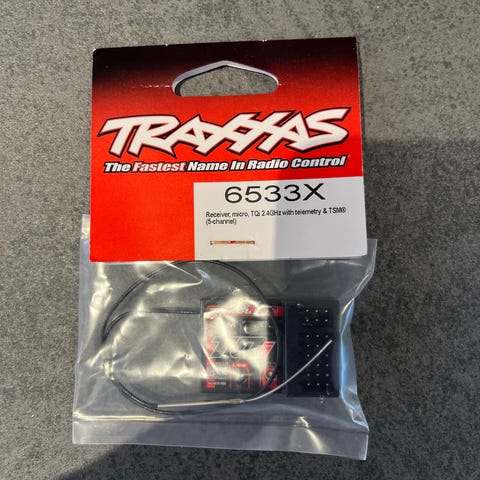 TRAXXAS
The Fastest Name In Radio Control
6533X
Receiver, micro, TQi 2.4GHz with telemetry & TSM®
(5-channel)